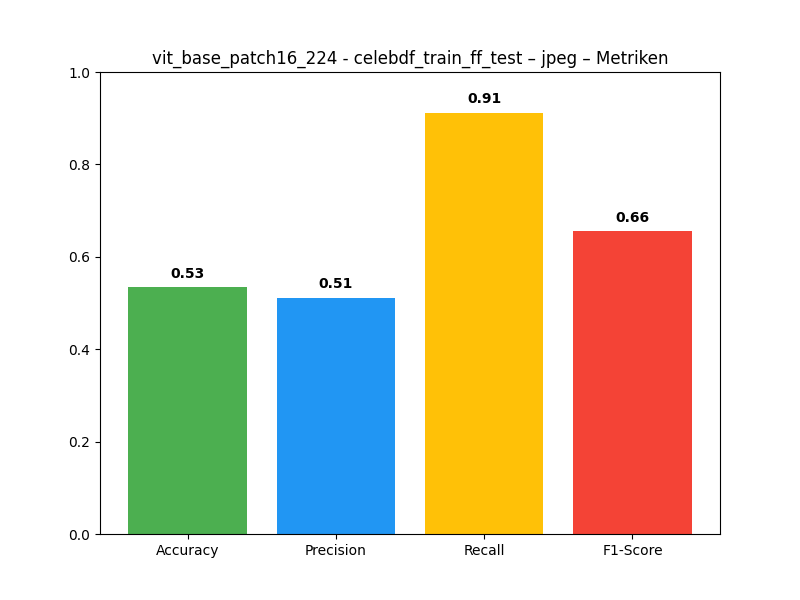 vit_base_patch16_224 - celebdf_train_ff_test – jpeg – Metriken
1.0
0.8
0.6
0.4
0.2
0.0
0.53
0.51
0.91
0.66
Accuracy
Precision
Recall
F1-Score